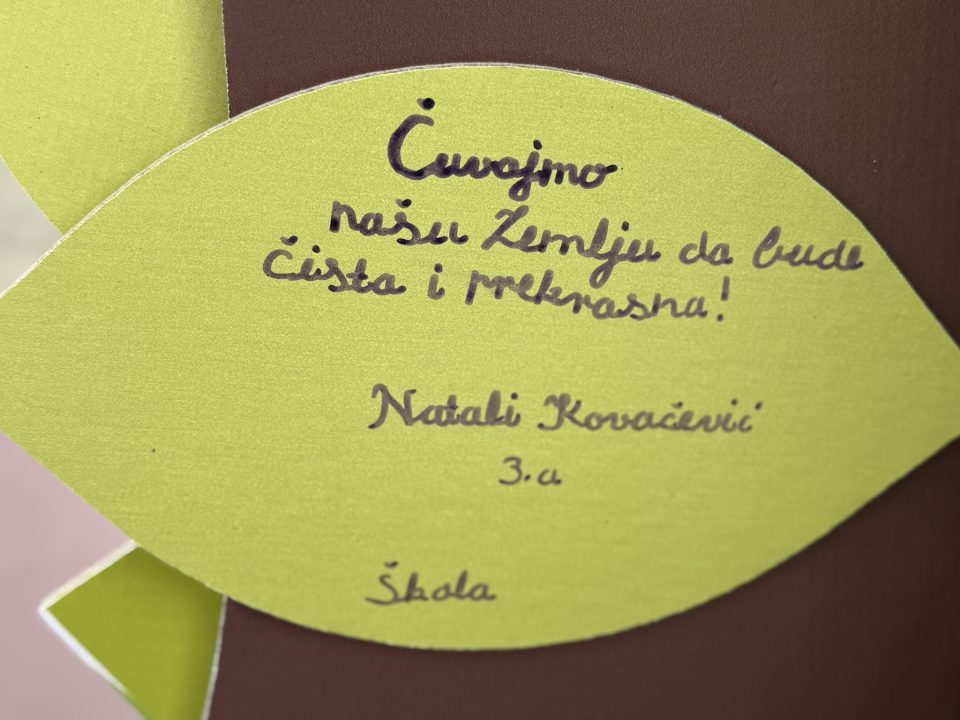 Čuvajmo
našu Zemlju da bude
čista i prekrasna!
Natali Kovačević
3.a
Škola